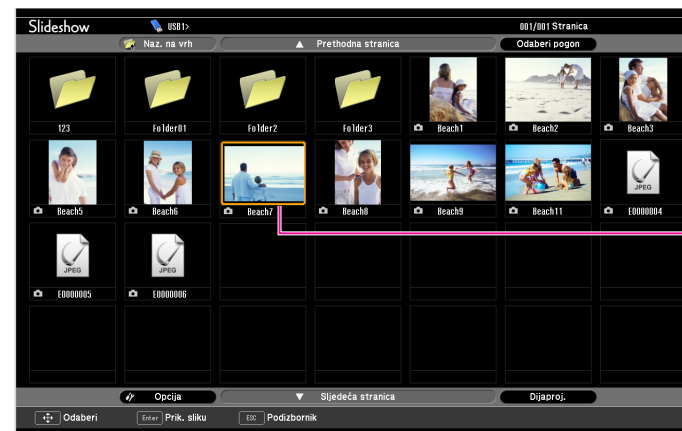 Slideshow USB1> 001/001 Stranica
Naz. na vrh Prethodna stranica Odaberi pogon
123 Folder01 Folder2 Folder3 Beach1 Beach2 Beach3
JPEG
Beach5 Beach6 Beach7 Beach8 Beach9 Beach11 E0000004
JPEG JPEG
E0000005 E0000006
Opcija Sljedeća stranica Dijaproj.
Odaberi Enter Prik. sliku ESC Podizbornik